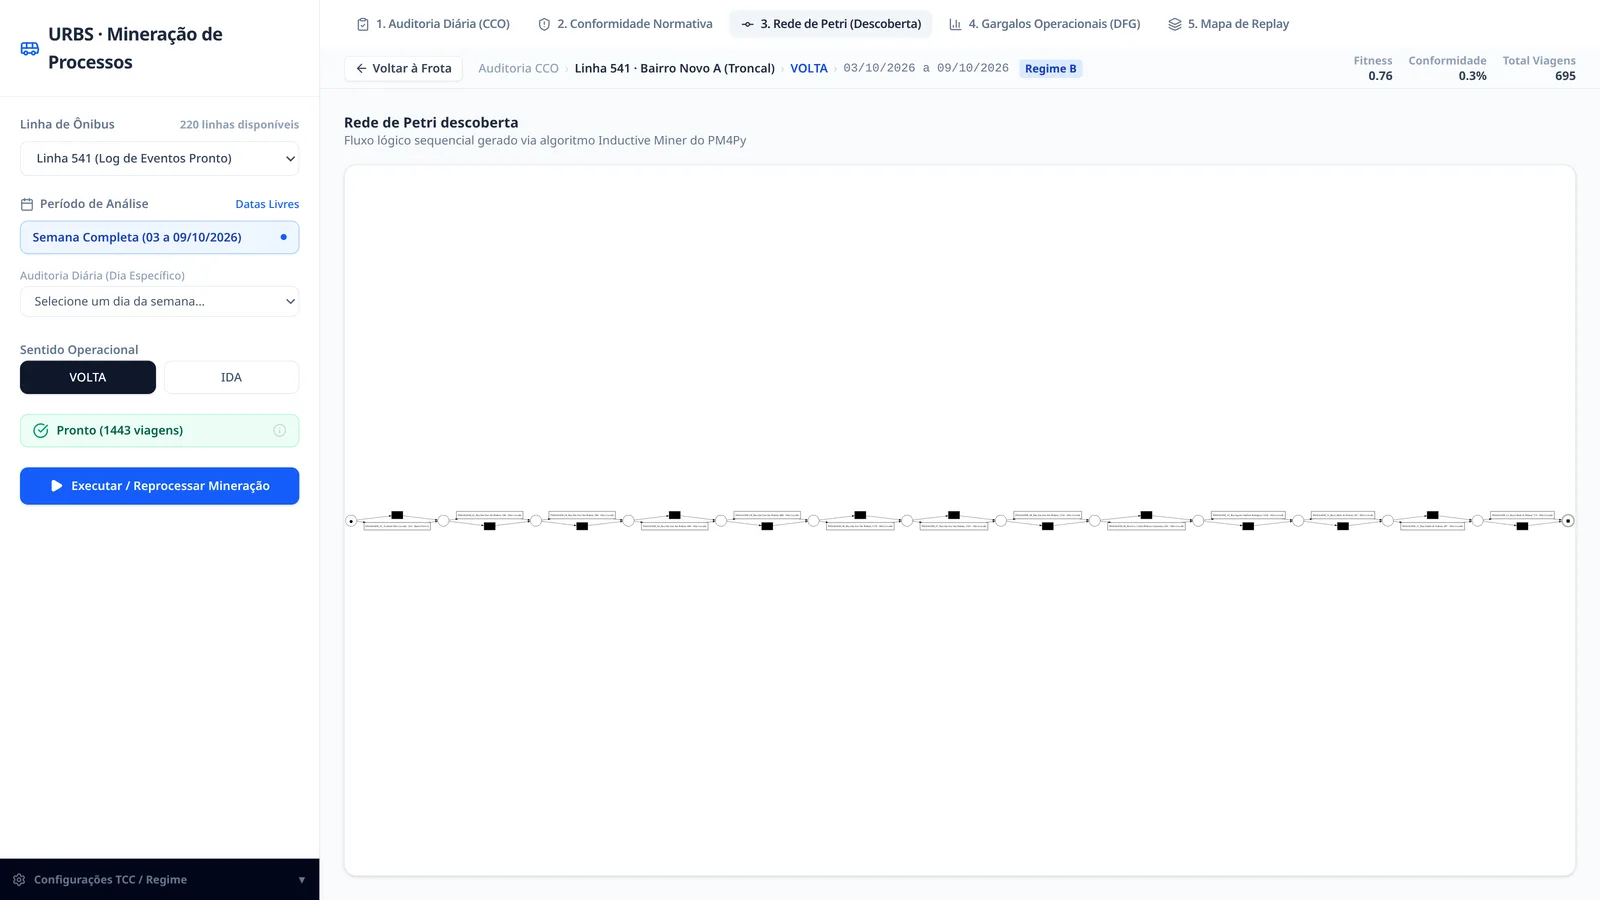 URBS · Mineração de
Processos
Linha de Ônibus
220 linhas disponíveis
Linha 541 (Log de Eventos Pronto)
Período de Análise
Datas Livres
Semana Completa (03 a 09/10/2026)
Auditoria Diária (Dia Específico)
Selecione um dia da semana...
Sentido Operacional
VOLTA
IDA
Pronto (1443 viagens)
Executar / Reprocessar Mineração
Configurações TCC / Regime
1. Auditoria Diária (CCO)
2. Conformidade Normativa
3. Rede de Petri (Descoberta)
4. Gargalos Operacionais (DFG)
5. Mapa de Replay
Voltar à Frota
Auditoria CCO › Linha 541 · Bairro Novo A (Troncal) › VOLTA › 03/10/2026 a 09/10/2026
Regime B
Fitness
0.76
Conformidade
0.3%
Total Viagens
695
Rede de Petri descoberta
Fluxo lógico sequencial gerado via algoritmo Inductive Miner do PM4Py